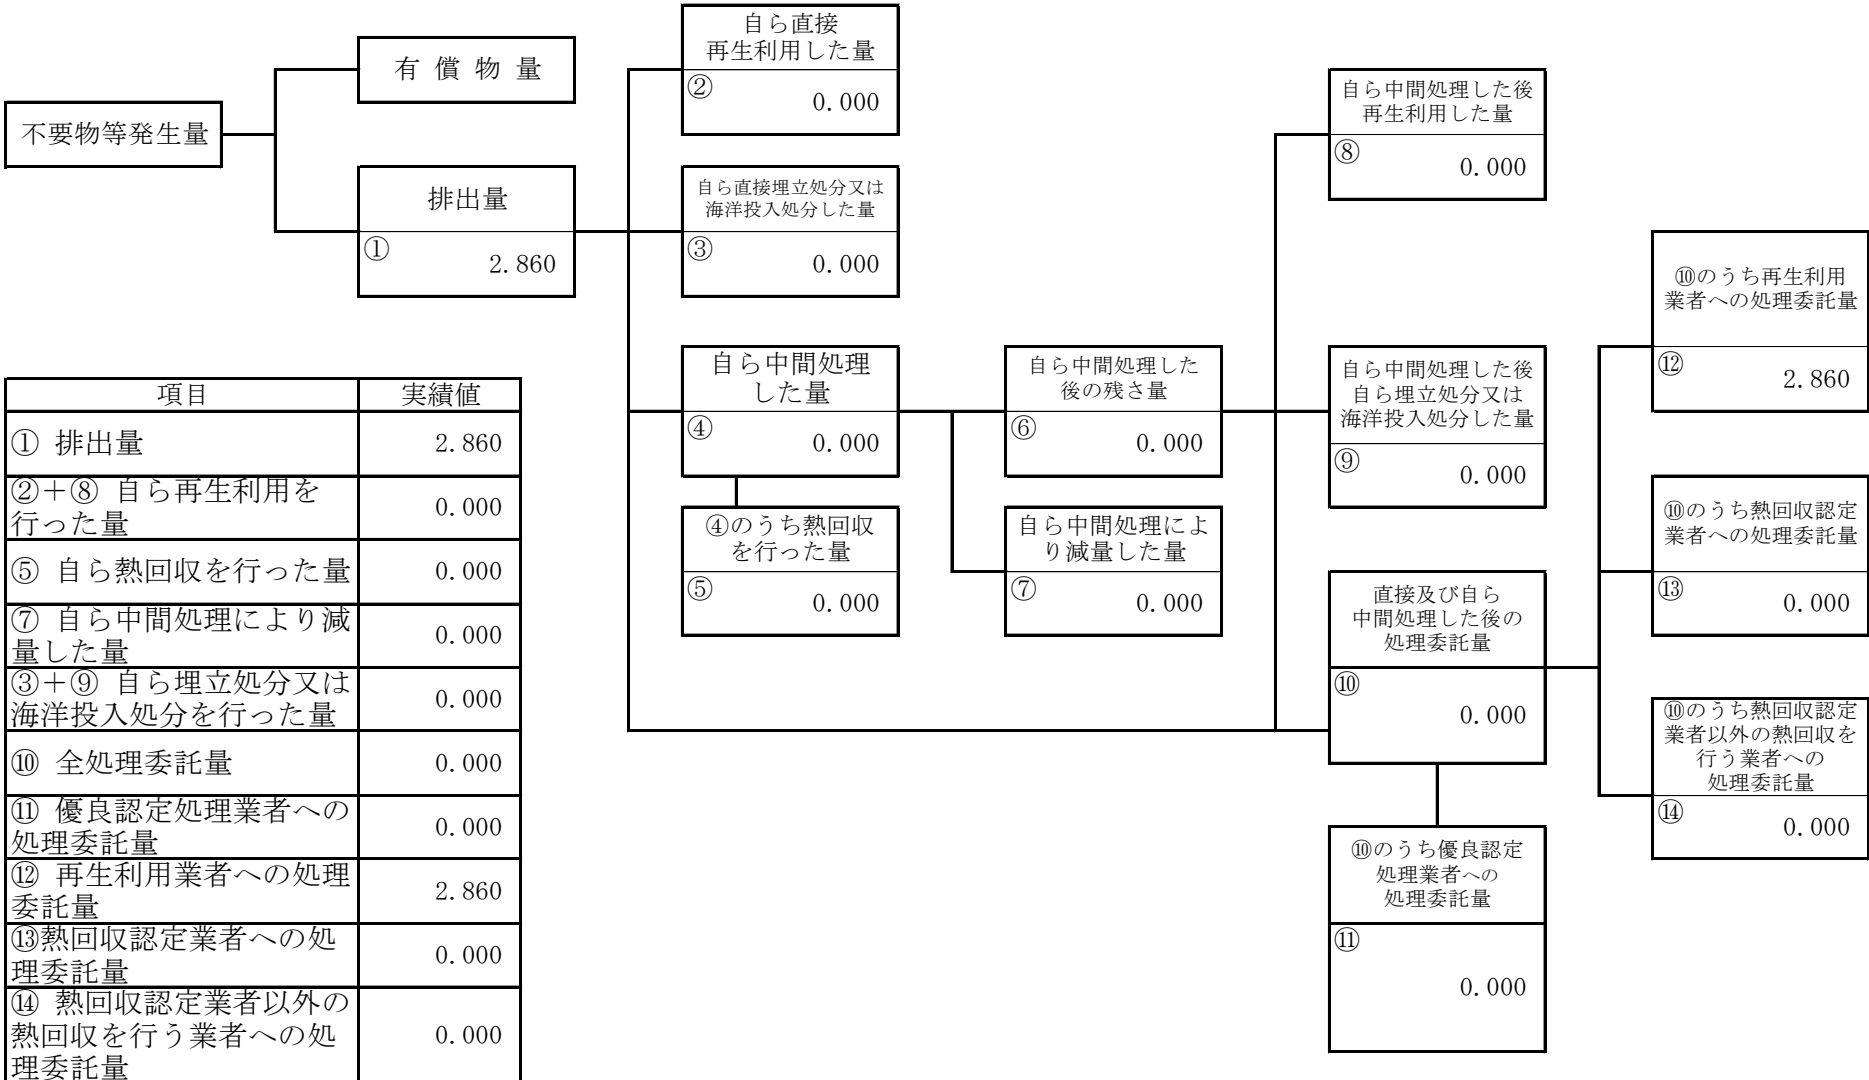 不要物等発生量
有 償 物 量
排出量
①
2.860
自ら直接
再生利用した量
②
0.000
自ら直接埋立処分又は
海洋投入処分した量
③
0.000
自ら中間処理
した量
④
0.000
④のうち熱回収
を行った量
⑤
0.000
自ら中間処理した
後の残さ量
⑥
0.000
自ら中間処理によ
り減量した量
⑦
0.000
自ら中間処理した後
再生利用した量
⑧
0.000
自ら中間処理した後
自ら埋立処分又は
海洋投入処分した量
⑨
0.000
直接及び自ら
中間処理した後の
処理委託量
⑩
0.000
⑩のうち優良認定
処理業者への
処理委託量
⑪
0.000
⑩のうち再生利用
業者への処理委託量
⑫
2.860
⑩のうち熱回収認定
業者への処理委託量
⑬
0.000
⑩のうち熱回収認定
業者以外の熱回収を
行う業者への
処理委託量
⑭
0.000
項目 実績値
① 排出量 2.860
②＋⑧ 自ら再生利用を
行った量
0.000
⑤ 自ら熱回収を行った量 0.000
⑦ 自ら中間処理により減
量した量
0.000
③＋⑨ 自ら埋立処分又は
海洋投入処分を行った量
0.000
⑩ 全処理委託量 0.000
⑪ 優良認定処理業者への
処理委託量
0.000
⑫ 再生利用業者への処理
委託量
2.860
⑬熱回収認定業者への処
理委託量
0.000
⑭ 熱回収認定業者以外の
熱回収を行う業者への処
理委託量
0.000